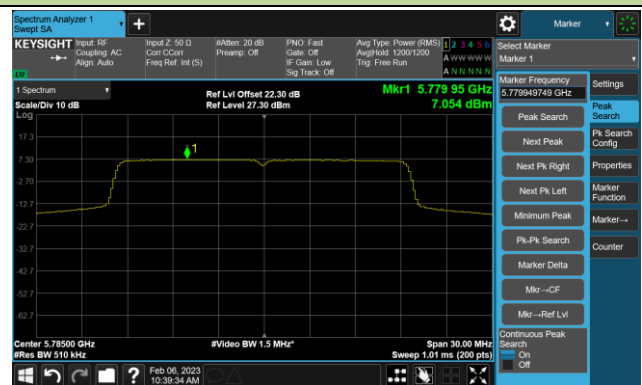 Spectrum Analyzer 1
Swept SA
Marker
KEYSIGHT
Input: RF
Coupling: AC
Align: Auto
Input Z: 50 Ω
Corr CCorr
Freq Ref: Int (S)
#Atten: 20 dB
Preamp: Off
PNO: Fast
Gate: Off
IF Gain: Low
Sig Track: Off
Avg Type: Power (RMS)
Avg|Hold: 1200/1200
Trig: Free Run
1 2 3 4 5 6
A W W W W W
A N N N N N
LW
Select Marker
Marker 1
1 Spectrum
Scale/Div 10 dB
Log
Ref Lvl Offset 22.30 dB
Ref Level 27.30 dBm
Mkr1 5.779 95 GHz
7.054 dBm
1
17.3
7.30
-2.70
-12.7
-22.7
-32.7
-42.7
-52.7
-62.7
Center 5.78500 GHz
#Res BW 510 kHz
#Video BW 1.5 MHz*
Span 30.00 MHz
Sweep 1.01 ms (200 pts)
Marker Frequency
5.779949749 GHz
Peak Search
Next Peak
Next Pk Right
Next Pk Left
Minimum Peak
Pk-Pk Search
Marker Delta
Mkr→CF
Mkr→Ref Lvl
Continuous Peak
Search
On
Off
Settings
Peak
Search
Pk Search
Config
Properties
Marker
Function
Marker→
Counter
Feb 06, 2023
10:39:34 AM